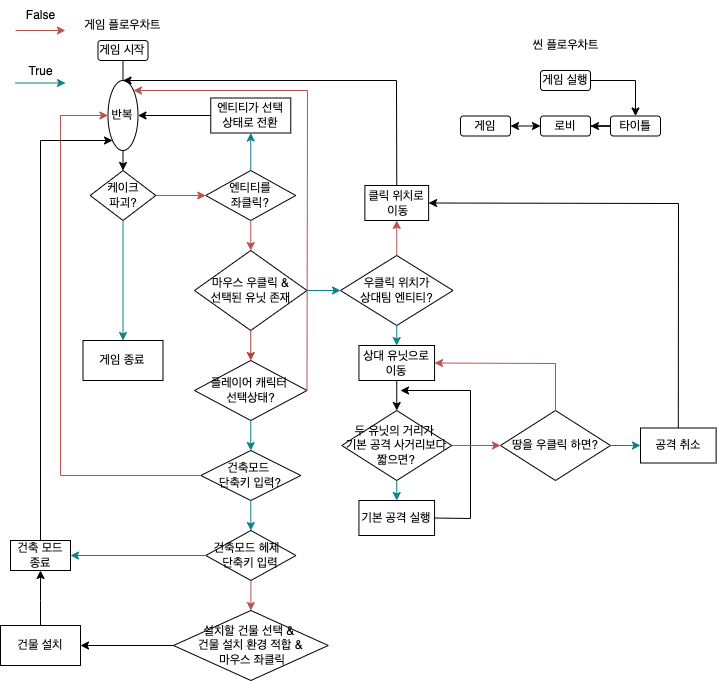 False
게임 플로우차트
게임 시작
True
반복
엔티티가 선택
상태로 전환
케이크
파괴?
엔티티를
좌클릭?
클릭 위치로
이동
마우스 우클릭 &
선택된 유닛 존재
우클릭 위치가
상대팀 엔티티?
게임 종료
상대 유닛으로
이동
플레이어 캐릭터
선택상태?
두 유닛의 거리가
기본 공격 사거리보다
짧으면?
땅을 우클릭 하면?
공격 취소
건축모드
단축키 입력?
기본 공격 실행
건축모드 헤제
단축키 입력
건축 모드
종료
설치할 건물 선택 &
건물 설치 환경 적합 &
마우스 좌클릭
건물 설치
씬 플로우차트
게임 실행
게임
로비
타이틀